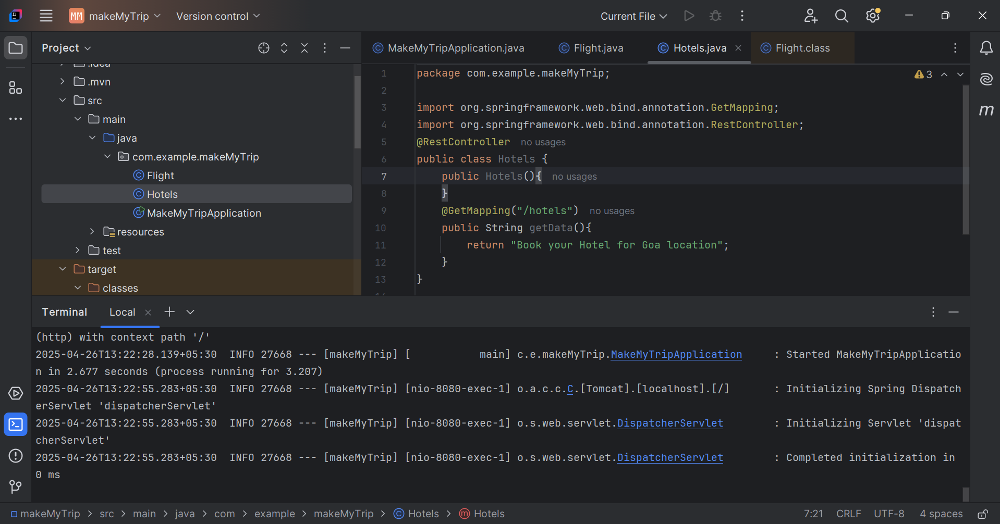 MM makeMyTrip Version control Current File
Project
.idea
.mvn
src
main
java
com.example.makeMyTrip
Flight
Hotels
MakeMyTripApplication
resources
test
target
classes
MakeMyTripApplication.java Flight.java Hotels.java Flight.class
3
1 package com.example.makeMyTrip;
2
3 import org.springframework.web.bind.annotation.GetMapping;
4 import org.springframework.web.bind.annotation.RestController;
5 @RestController no usages
6 public class Hotels {
7 public Hotels(){ no usages
8 }
9 @GetMapping("/hotels") no usages
10 public String getData(){
11 return "Book your Hotel for Goa location";
12 }
13 }
Terminal Local
(http) with context path '/'
2025-04-26T13:22:28.139+05:30 INFO 27668 --- [makeMyTrip] [ main] c.e.makeMyTrip.MakeMyTripApplication : Started MakeMyTripApplicatio
n in 2.677 seconds (process running for 3.207)
2025-04-26T13:22:55.283+05:30 INFO 27668 --- [makeMyTrip] [nio-8080-exec-1] o.a.c.c.C.[Tomcat].[localhost].[/] : Initializing Spring Dispatch
erServlet 'dispatcherServlet'
2025-04-26T13:22:55.283+05:30 INFO 27668 --- [makeMyTrip] [nio-8080-exec-1] o.s.web.servlet.DispatcherServlet : Initializing Servlet 'dispat
cherServlet'
2025-04-26T13:22:55.283+05:30 INFO 27668 --- [makeMyTrip] [nio-8080-exec-1] o.s.web.servlet.DispatcherServlet : Completed initialization in
0 ms
makeMyTrip > src > main > java > com > example > makeMyTrip > Hotels > Hotels 7:21 CRLF UTF-8 4 spaces